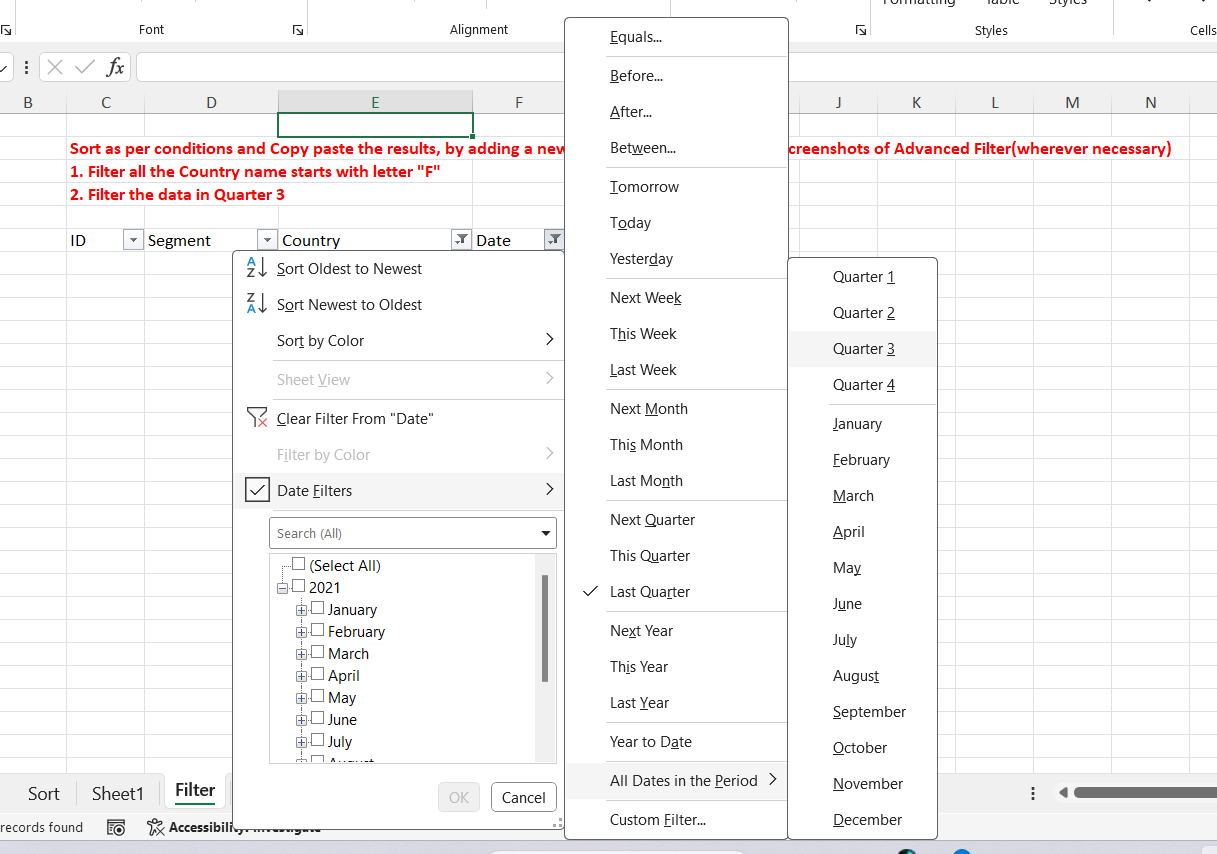 Formatting Table Styles
Font
Alignment
Styles
Cells
fx
B C D E F J K L M N
Sort as per conditions and Copy paste the results, by adding a new
creenshots of Advanced Filter(wherever necessary)
1. Filter all the Country name starts with letter "F"
2. Filter the data in Quarter 3
ID Segment Country Date
Sort Oldest to Newest
Sort Newest to Oldest
Sort by Color
Sheet View
Clear Filter From "Date"
Filter by Color
Date Filters
Search (All)
(Select All)
2021
January
February
March
April
May
June
July
August
OK Cancel
Equals...
Before...
After...
Between...
Tomorrow
Today
Yesterday
Next Week
This Week
Last Week
Next Month
This Month
Last Month
Next Quarter
This Quarter
Last Quarter
Next Year
This Year
Last Year
Year to Date
All Dates in the Period
Custom Filter...
Quarter 1
Quarter 2
Quarter 3
Quarter 4
January
February
March
April
May
June
July
August
September
October
November
December
Sort Sheet1 Filter
records found Accessibility: Investigate